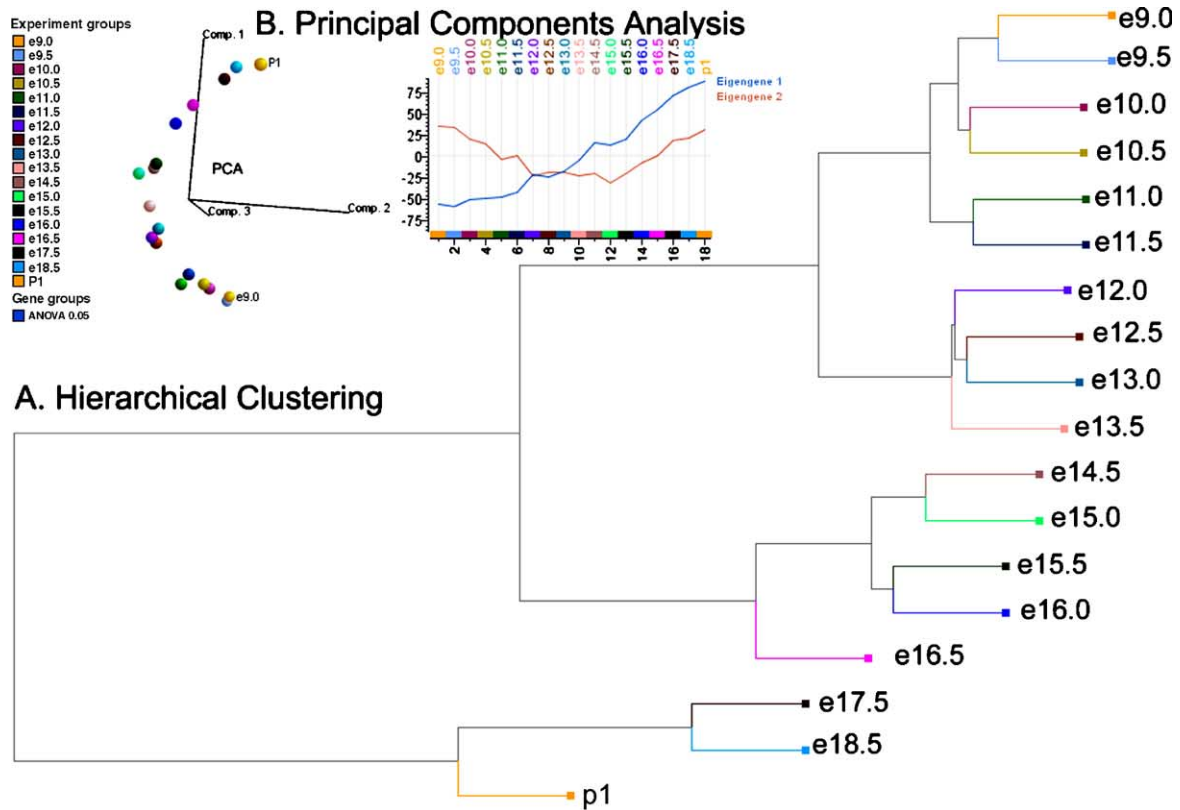 B. Principal Components Analysis
Experiment groups
e9.0
e9.5
e10.0
e10.5
e11.0
e11.5
e12.0
e12.5
e13.0
e13.5
e14.5
e15.0
e15.5
e16.0
e16.5
e17.5
e18.5
P1
Gene groups
ANOVA 0.05
Comp. 1
P1
PCA
Comp. 3
Comp. 2
e9.0
e9.0
e9.5
e10.0
e10.5
e11.0
e11.5
e12.0
e12.5
e13.0
e13.5
e14.5
e15.0
e15.5
e16.0
e16.5
e17.5
e18.5
p1
Eigengene 1
Eigengene 2
75
50
25
0
-25
-50
-75
2
4
6
8
10
12
14
16
18
A. Hierarchical Clustering
e9.0
e9.5
e10.0
e10.5
e11.0
e11.5
e12.0
e12.5
e13.0
e13.5
e14.5
e15.0
e15.5
e16.0
e16.5
e17.5
e18.5
p1